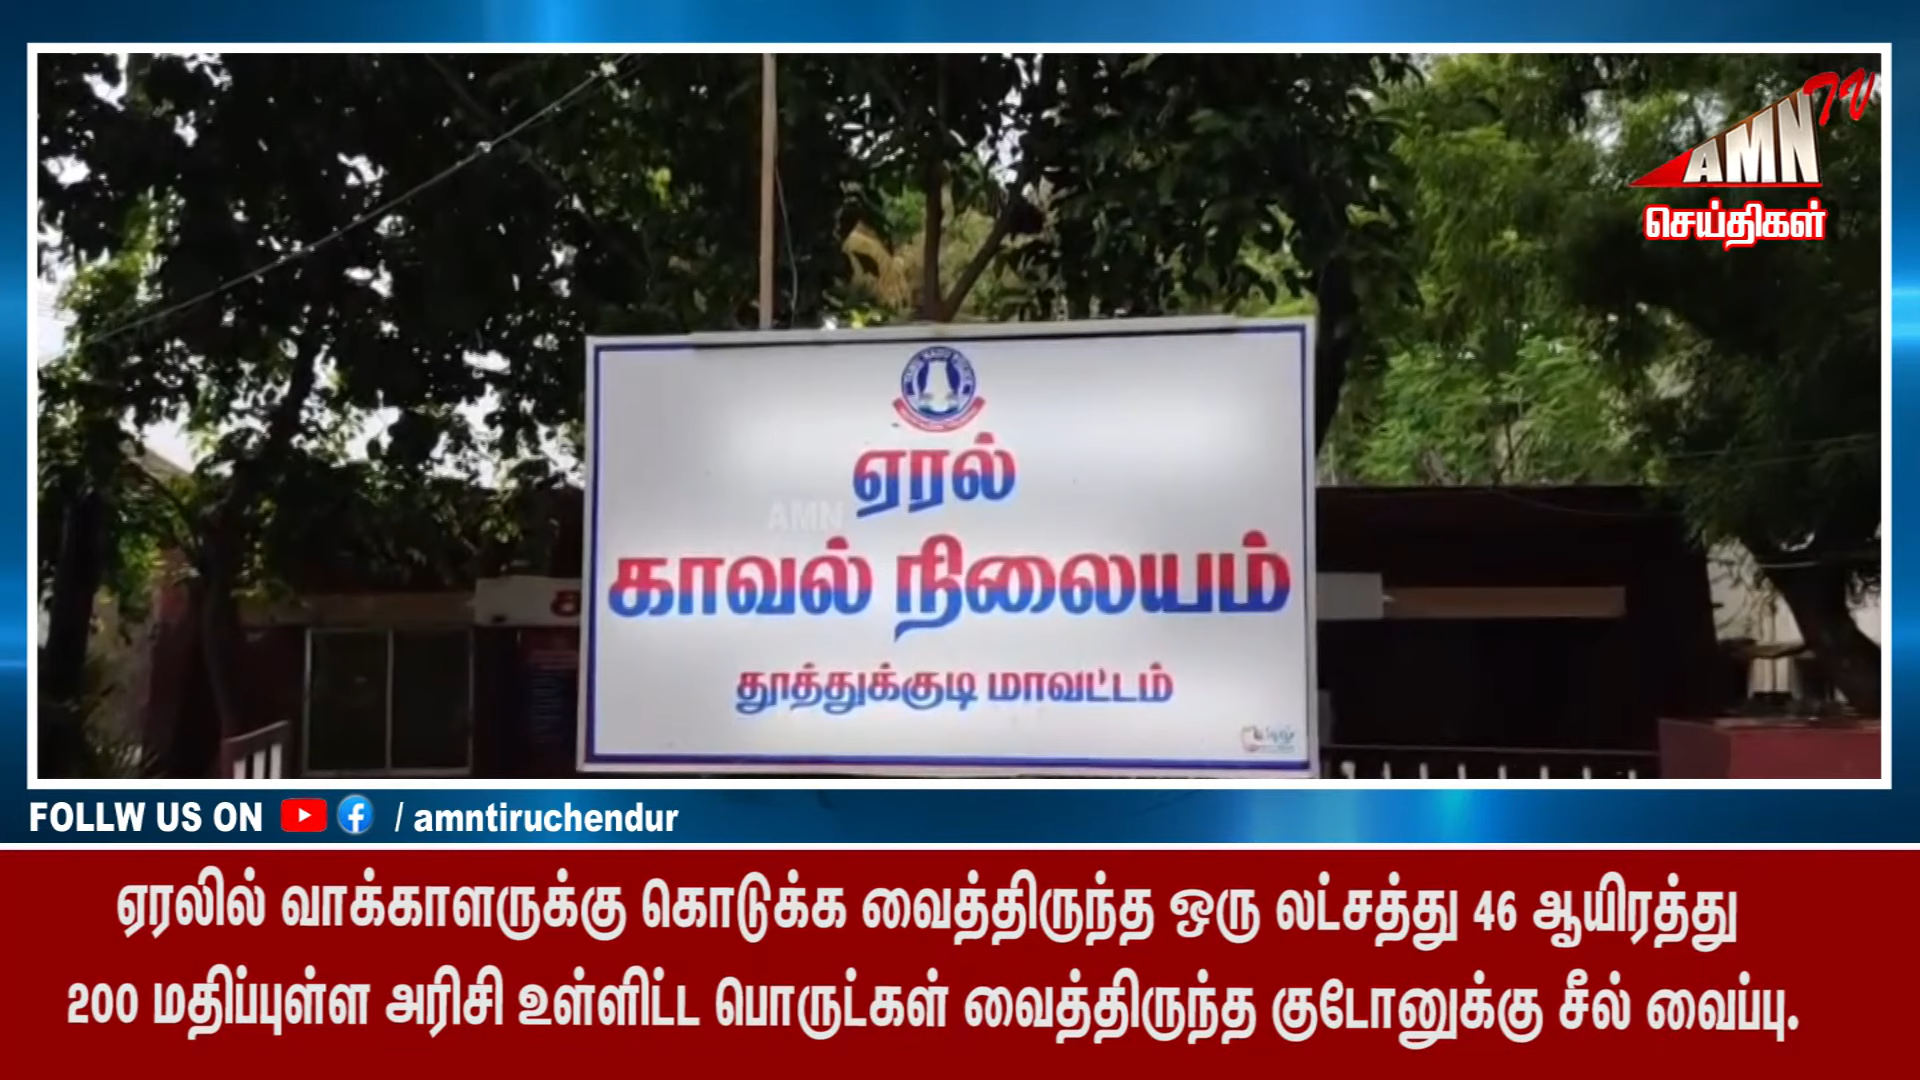 AMN TV
செய்திகள்
ஏரல்
காவல் நிலையம்
தூத்துக்குடி மாவட்டம்
AMN
FOLLW US ON / amntiruchendur
ஏரலில் வாக்காளருக்கு கொடுக்க வைத்திருந்த ஒரு லட்சத்து 46 ஆயிரத்து
200 மதிப்புள்ள அரிசி உள்ளிட்ட பொருட்கள் வைத்திருந்த குடோனுக்கு சீல் வைப்பு.